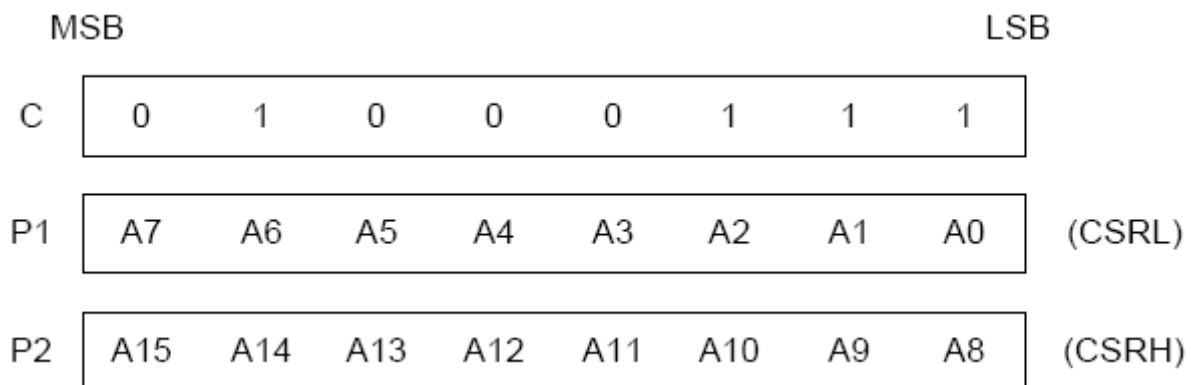 MSB LSB
C 0 1 0 0 0 1 1 1
P1 A7 A6 A5 A4 A3 A2 A1 A0 (CSRL)
P2 A15 A14 A13 A12 A11 A10 A9 A8 (CSRH)